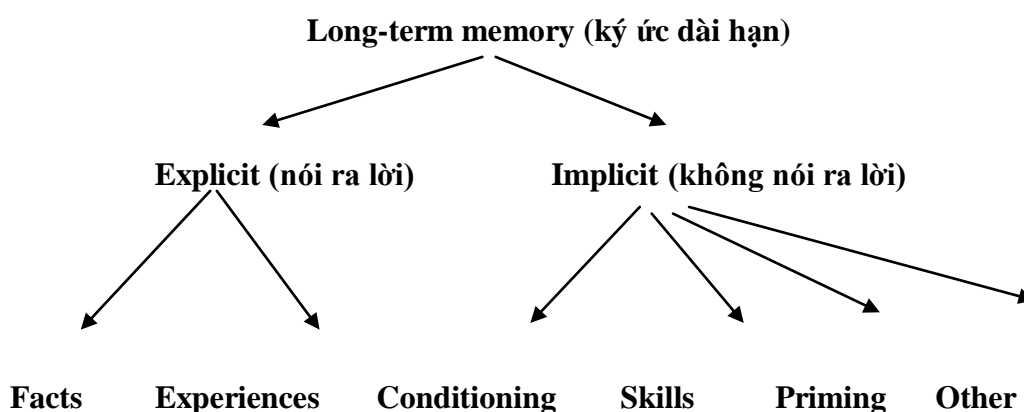 Long-term memory (ký ức dài hạn)
Explicit (nói ra lời) Implicit (không nói ra lời)
Facts Experiences Conditioning Skills Priming Other